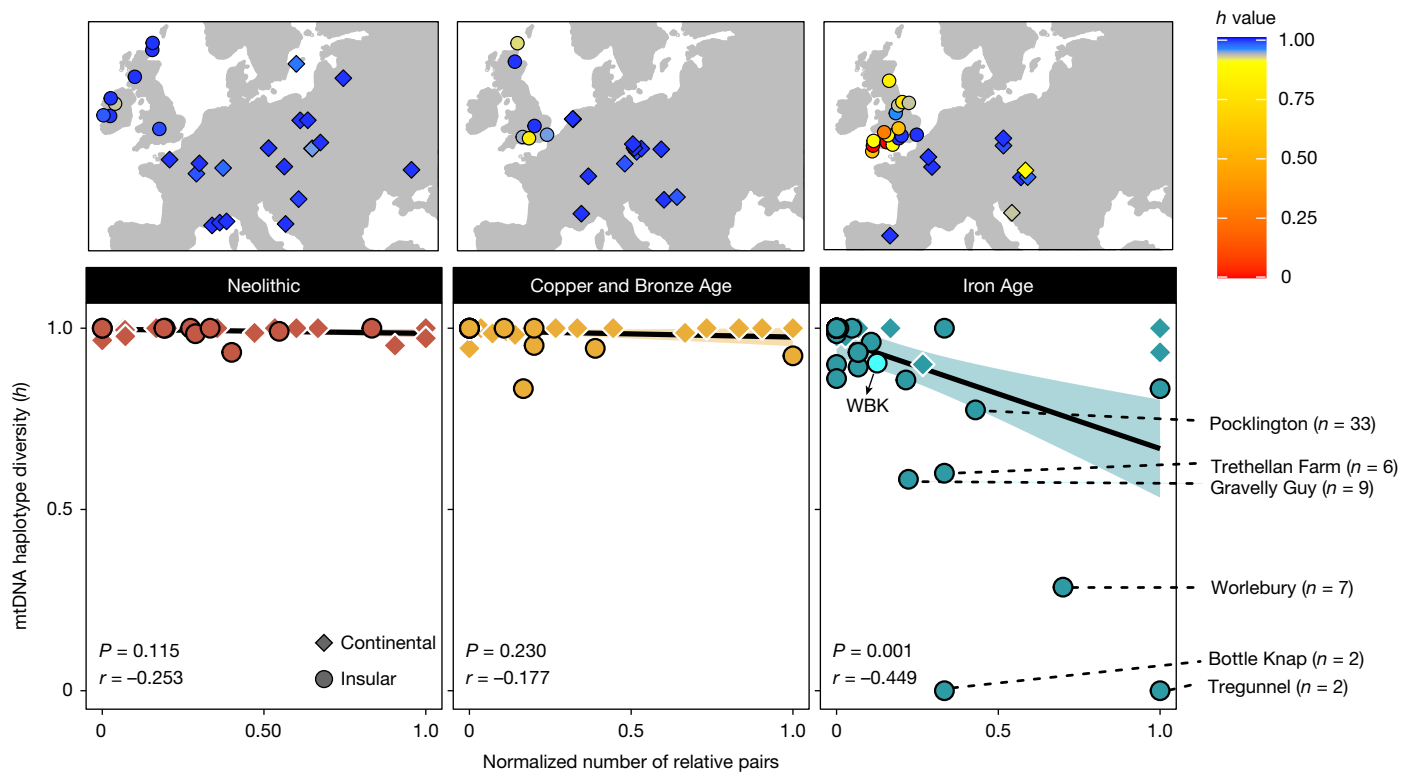 h value
1.00
0.75
0.50
0.25
0
Neolithic
Copper and Bronze Age
Iron Age
mtDNA haplotype diversity (h)
1.0
0.5
0
P = 0.115
r = –0.253
Continental
Insular
P = 0.230
r = –0.177
WBK
P = 0.001
r = –0.449
Pocklington (n = 33)
Trethellan Farm (n = 6)
Gravelly Guy (n = 9)
Worlebury (n = 7)
Bottle Knap (n = 2)
Tregunnel (n = 2)
0 0.50 1.0
0 0.5 1.0
0 0.5 1.0
Normalized number of relative pairs